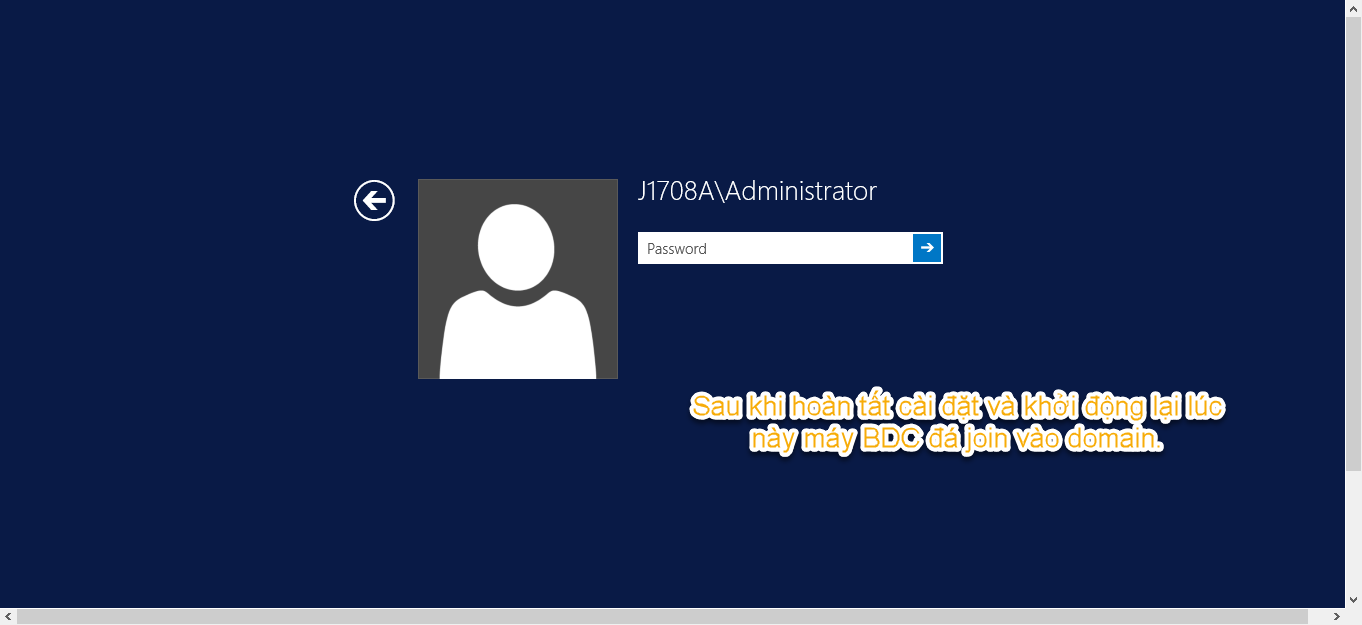 J1708A\Administrator
Password
Sau khi hoàn tất cài đặt và khởi động lại lúc
này máy BDC đá join vào domain.